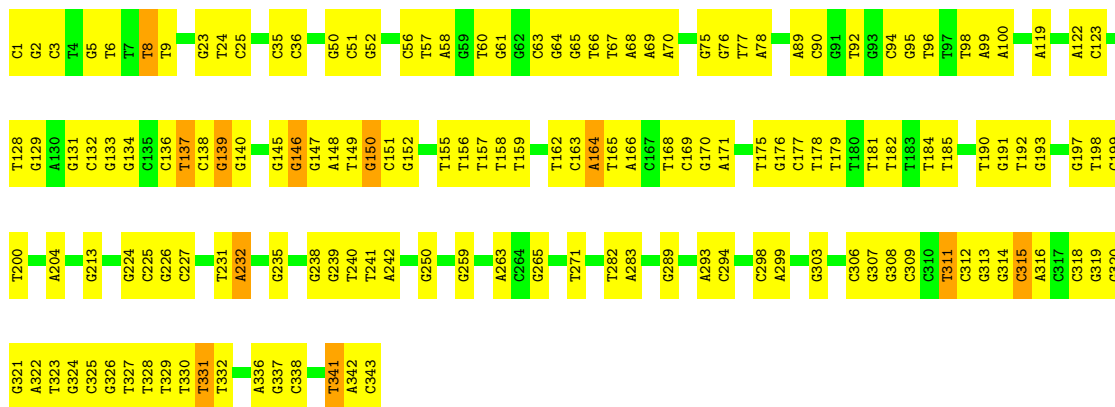 C1 G2 C3 T4 G5 T6 T7 T8 T9 G23 T24 C25 C35 C36 G50 C51 G52 C56 T57 A58 G59 T60 G61 G62 C63 G64 G65 T66 T67 A68 A69 A70 G75 G76 T77 A78 A89 C90 G91 T92 G93 C94 G95 T96 T97 T98 A99 A100 A119 A122 C123
T128 G129 A130 G131 C132 G133 G134 C135 C136 T137 C138 G139 G140 G145 G146 G147 A148 T149 G150 C151 G152 T155 T156 T157 T158 T159 T162 C163 A164 T165 A166 C167 T168 C169 G170 A171 T175 G176 C177 T178 T179 T180 T181 T182 T183 T184 T185 T190 G191 T192 G193 G197 T198
T200 A204 G213 G224 C225 G226 C227 T231 A232 G235 G238 G239 T240 T241 A242 G250 G259 A263 C264 G265 T271 T282 A283 G289 A293 C294 C298 A299 G303 C306 G307 G308 C309 C310 T311 C312 G313 G314 C315 A316 C317 C318 G319
G321 A322 T323 G324 C325 G326 T327 T328 T329 T330 T331 T332 A336 G337 C338 T341 A342 C343